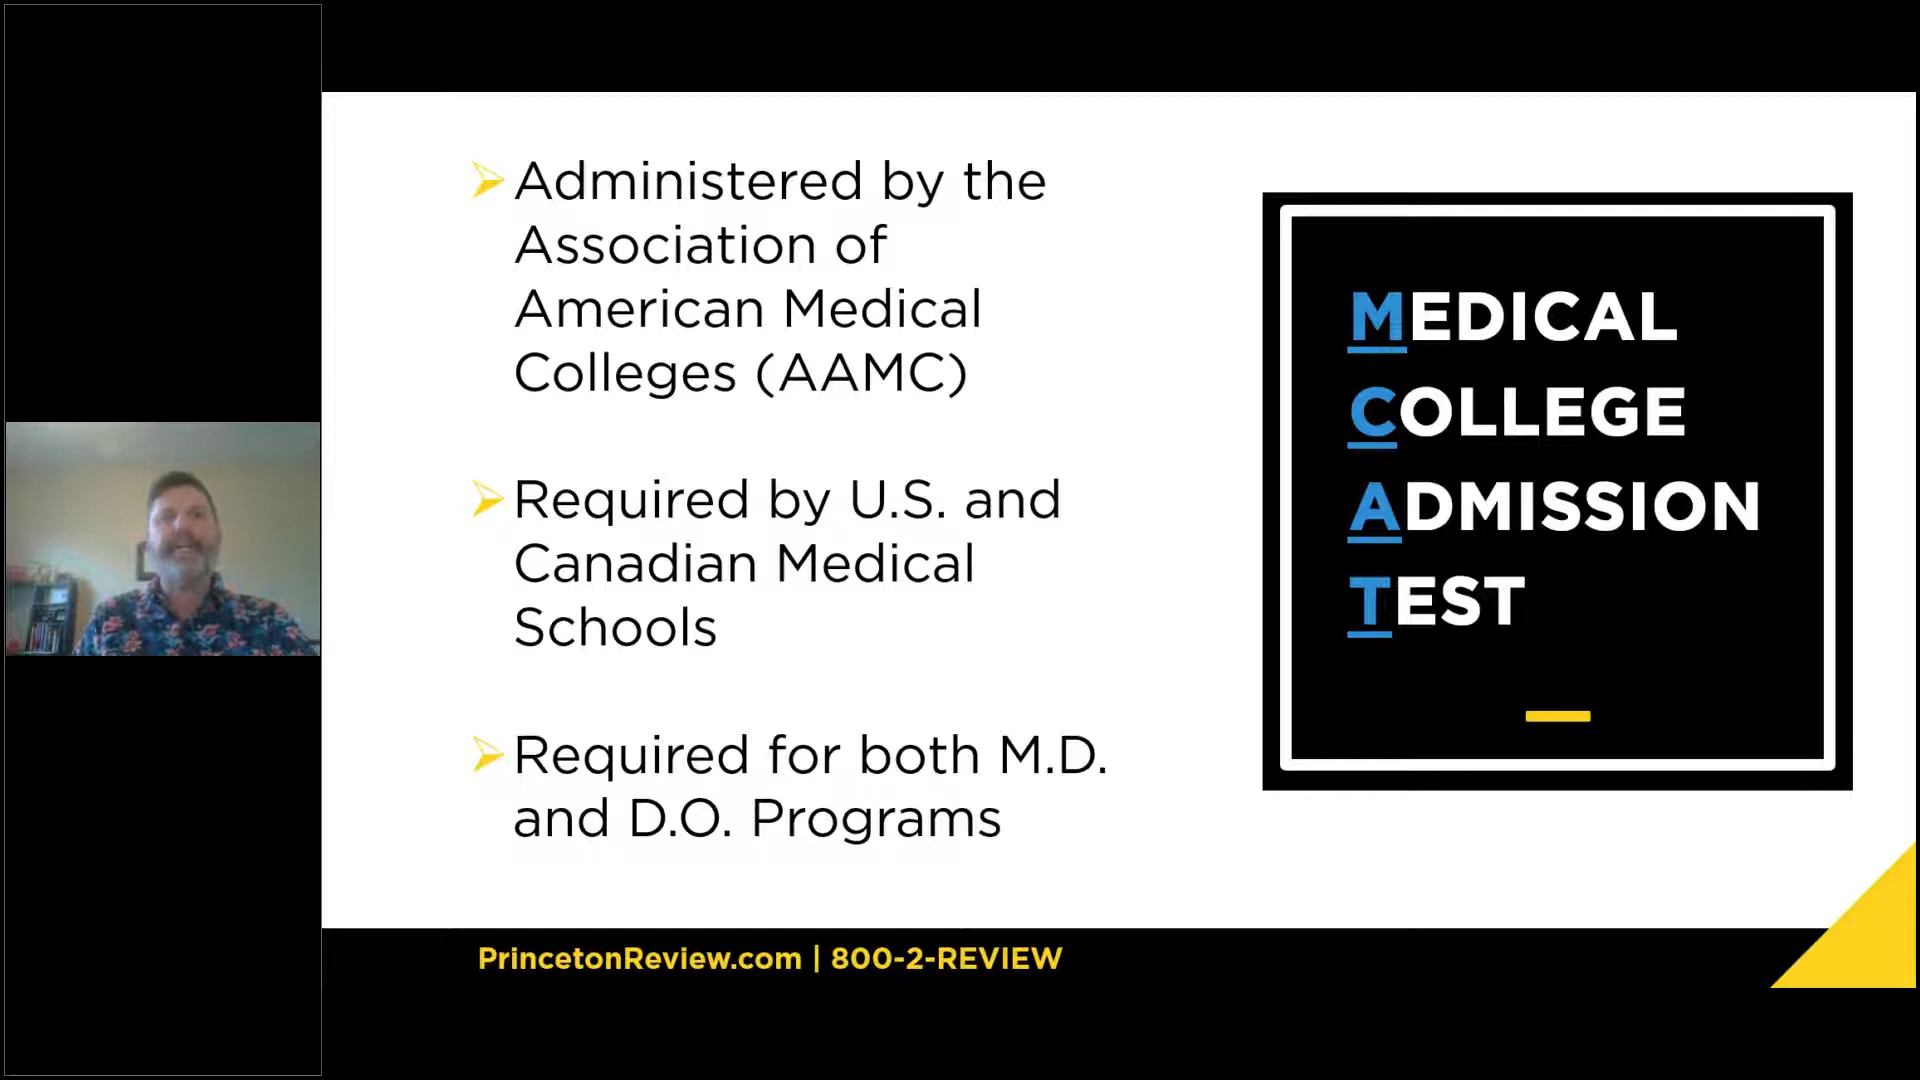 Administered by the
Association of
American Medical
Colleges (AAMC)
Required by U.S. and
Canadian Medical
Schools
Required for both M.D.
and D.O. Programs
MEDICAL
COLLEGE
ADMISSION
TEST
PrincetonReview.com | 800-2-REVIEW